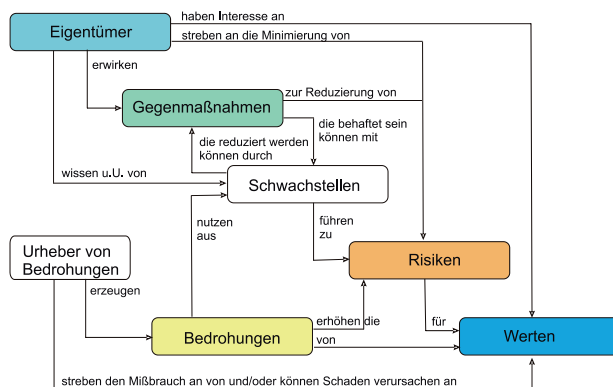 haben Interesse an
Eigentümer
streben an die Minimierung von
erwirken
Gegenmaßnahmen
zur Reduzierung von
die behaftet sein
können mit
die reduziert werden
können durch
wissen u.U. von
Schwachstellen
nutzen
aus
führen
zu
Urheber von
Bedrohungen
Risiken
erzeugen
Bedrohungen
erhöhen die
von
für
Werten
streben den Mißbrauch an von und/oder können Schaden verursachen an